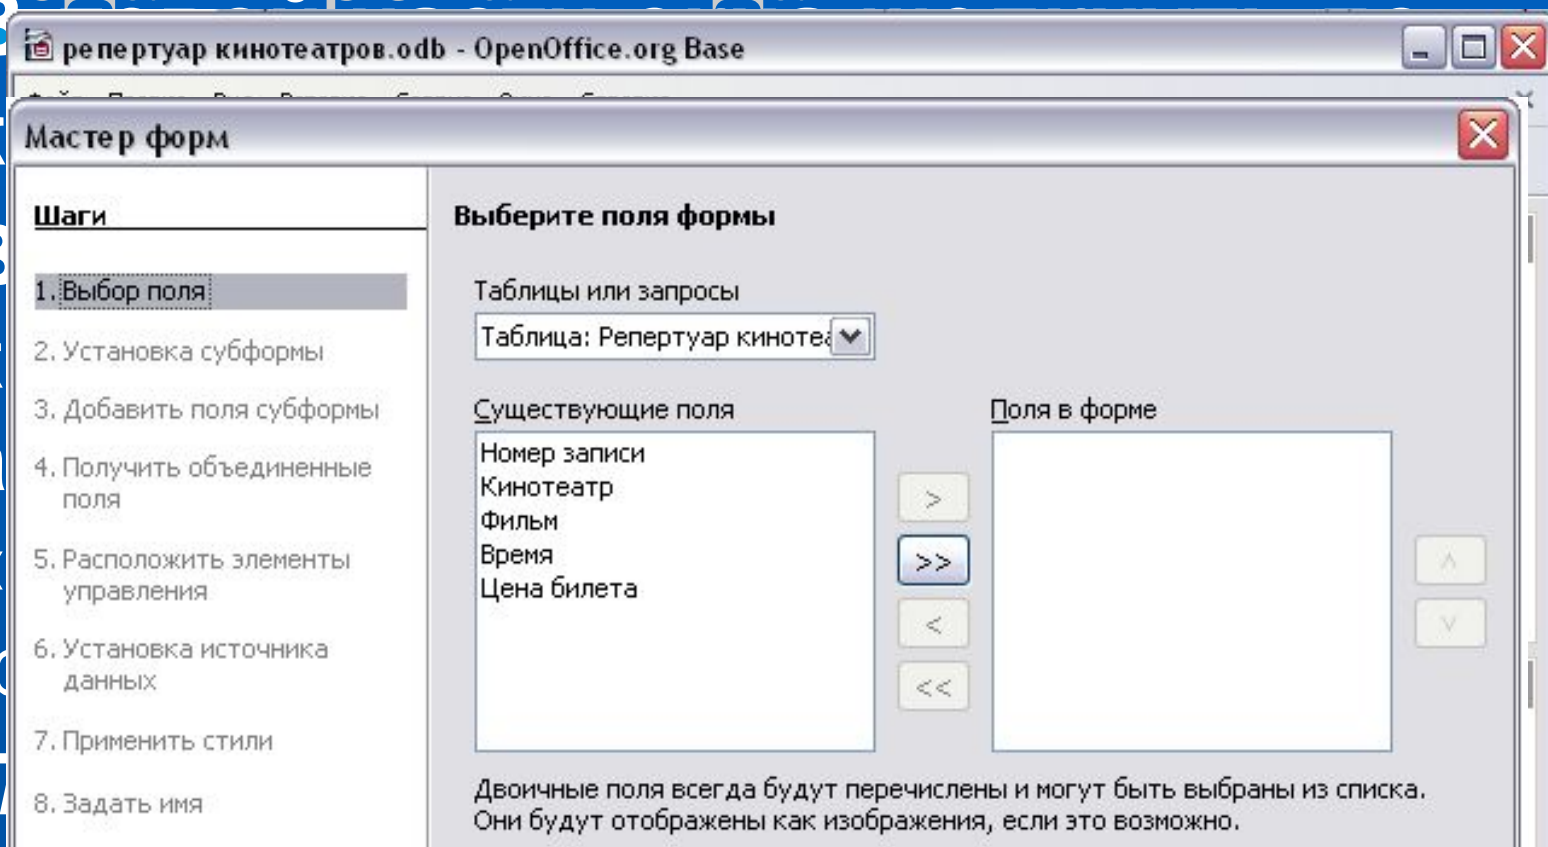 репертуар кинотеатров.odb - OpenOffice.org Base
Мастер форм
Шаги
1. Выбор поля
2. Установка субформы
3. Добавить поля субформы
4. Получить объединенные
поля
5. Расположить элементы
управления
6. Установка источника
данных
7. Применить стили
8. Задать имя
Выберите поля формы
Таблицы или запросы
Таблица: Репертуар
Существующие поля
Номер записи
Кинотеатр
Фильм
Время
Цена билета
>
>>
<
<<
Поля в форме
Двоичные поля всегда будут перечислены и могут быть выбраны из списка.
Они будут отображены как изображения, если это возможно.